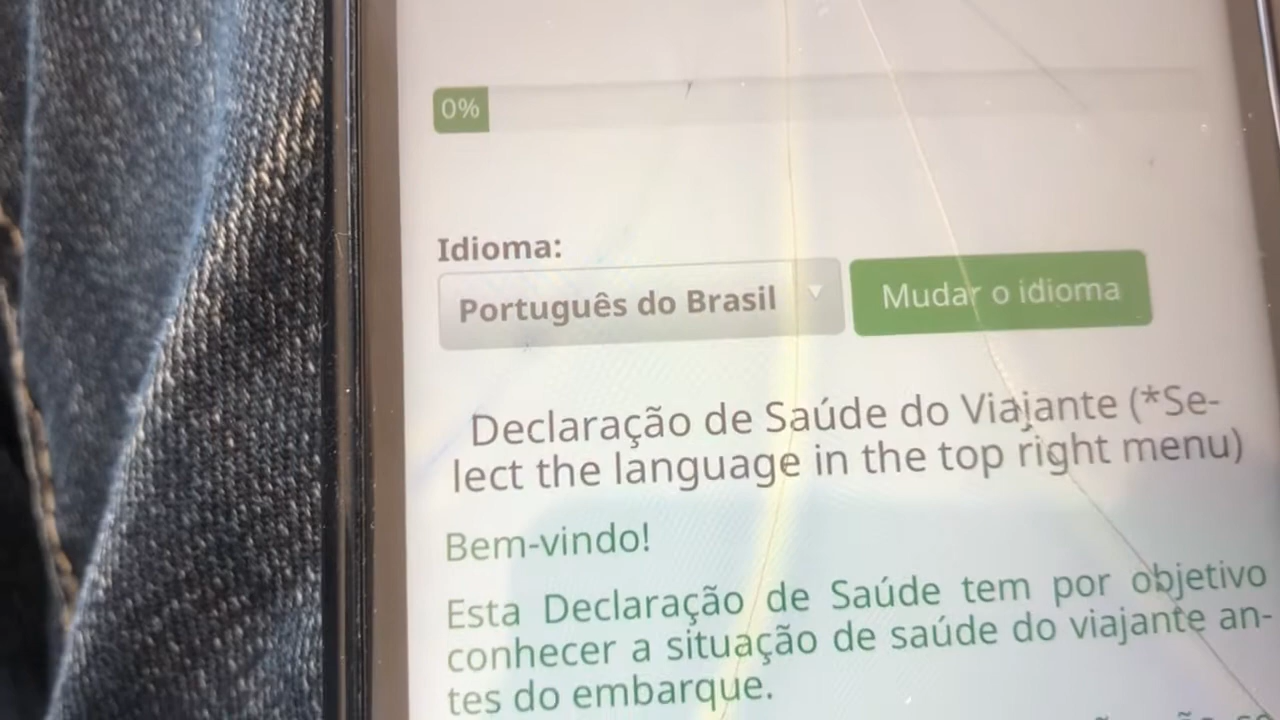 0%
Idioma:
Português do Brasil
Mudar o idioma
Declaração de Saúde do Viajante (*Se-
lect the language in the top right menu)
Bem-vindo!
Esta Declaração de Saúde tem por objetivo
conhecer a situação de saúde do viajante an-
tes do embarque.